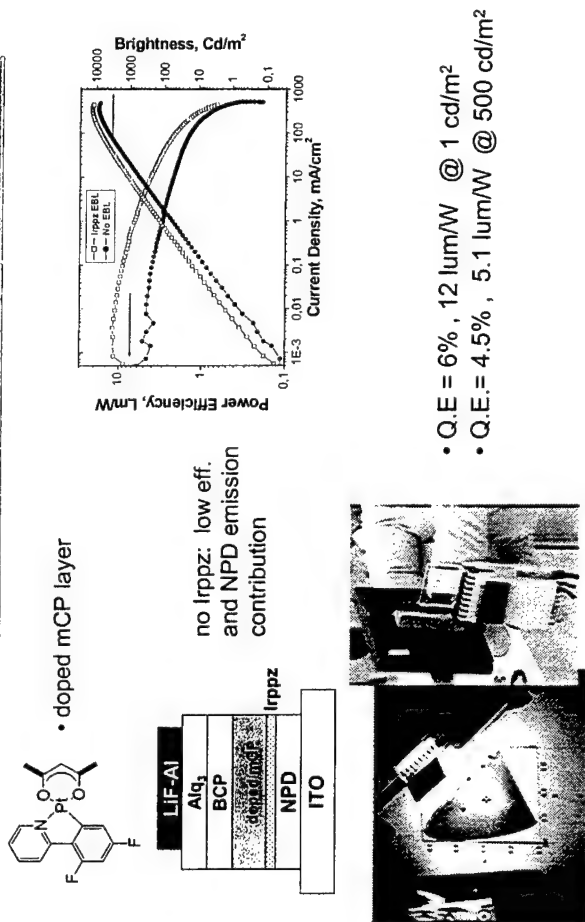 • doped mCP layer
F
F
N
Pt
O
O
LiF-Al
Alq3
BCP
dopant/mCP
Irppz
NPD
ITO
no Irppz: low eff.
and NPD emission
contribution
Brightness, Cd/m²
10000
1000
100
10
1
0,1
Irppz EBL
No EBL
Power Efficiency, Lm/W
10
1
0,1
1E-3
0,01
0,1
1
10
100
1000
Current Density, mA/cm²
• Q.E = 6% , 12 lum/W @ 1 cd/m²
• Q.E.= 4.5% , 5.1 lum/W @ 500 cd/m²